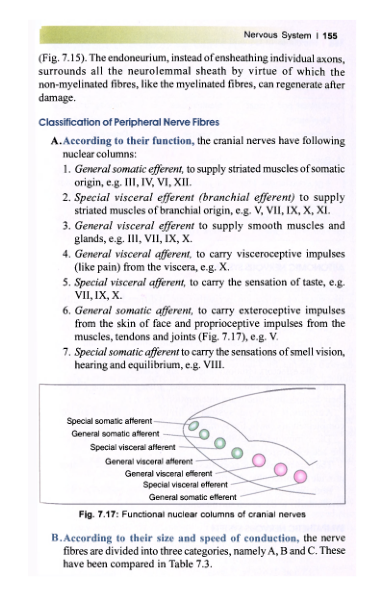 Nervous System | 155
(Fig. 7.15). The endoneurium, instead of ensheathing individual axons,
surrounds all the neurolemmal sheath by virtue of which the
non-myelinated fibres, like the myelinated fibres, can regenerate after
damage.
Classification of Peripheral Nerve Fibres
A. According to their function, the cranial nerves have following
nuclear columns:
1. General somatic efferent, to supply striated muscles of somatic
origin, e.g. III, IV, VI, XII.
2. Special visceral efferent (branchial efferent) to supply
striated muscles of branchial origin, e.g. V, VII, IX, X, XI.
3. General visceral efferent to supply smooth muscles and
glands, e.g. III, VII, IX, X.
4. General visceral afferent, to carry visceroceptive impulses
(like pain) from the viscera, e.g. X.
5. Special visceral afferent, to carry the sensation of taste, e.g.
VII, IX, X.
6. General somatic afferent, to carry exteroceptive impulses
from the skin of face and proprioceptive impulses from the
muscles, tendons and joints (Fig. 7.17), e.g. V.
7. Special somatic afferent to carry the sensations of smell vision,
hearing and equilibrium, e.g. VIII.
Special somatic afferent
General somatic afferent
Special visceral afferent
General visceral afferent
General visceral efferent
Special visceral efferent
General somatic efferent
Fig. 7.17: Functional nuclear columns of cranial nerves
B. According to their size and speed of conduction, the nerve
fibres are divided into three categories, namely A, B and C. These
have been compared in Table 7.3.